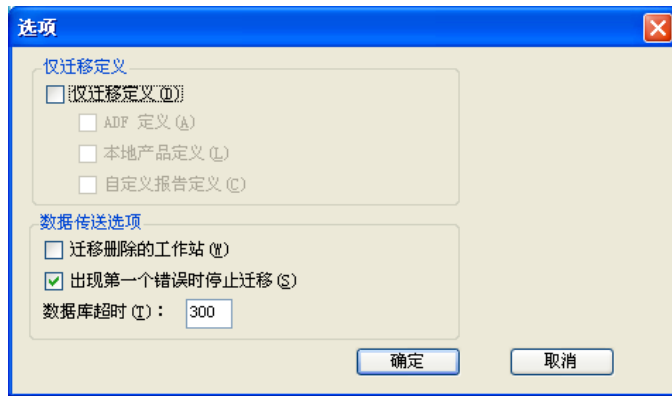 选项
仅迁移定义
仅迁移定义(D)
ADF 定义(A)
本地产品定义(L)
自定义报告定义(C)
数据传送选项
迁移删除的工作站(W)
出现第一个错误时停止迁移(S)
数据库超时(T)： 300
确定 取消